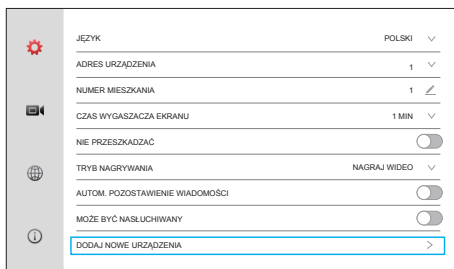 JĘZYK POLSKI
ADRES URZĄDZENIA 1
NUMER MIESZKANIA 1
CZAS WYGASZACZA EKRANU 1 MIN
NIE PRZESZKADZAĆ
TRYB NAGRYWANIA NAGRAJ WIDEO
AUTOM. POZOSTAWIENIE WIADOMOŚCI
MOŻE BYĆ NASŁUCHIWANY
DODAJ NOWE URZĄDZENIA